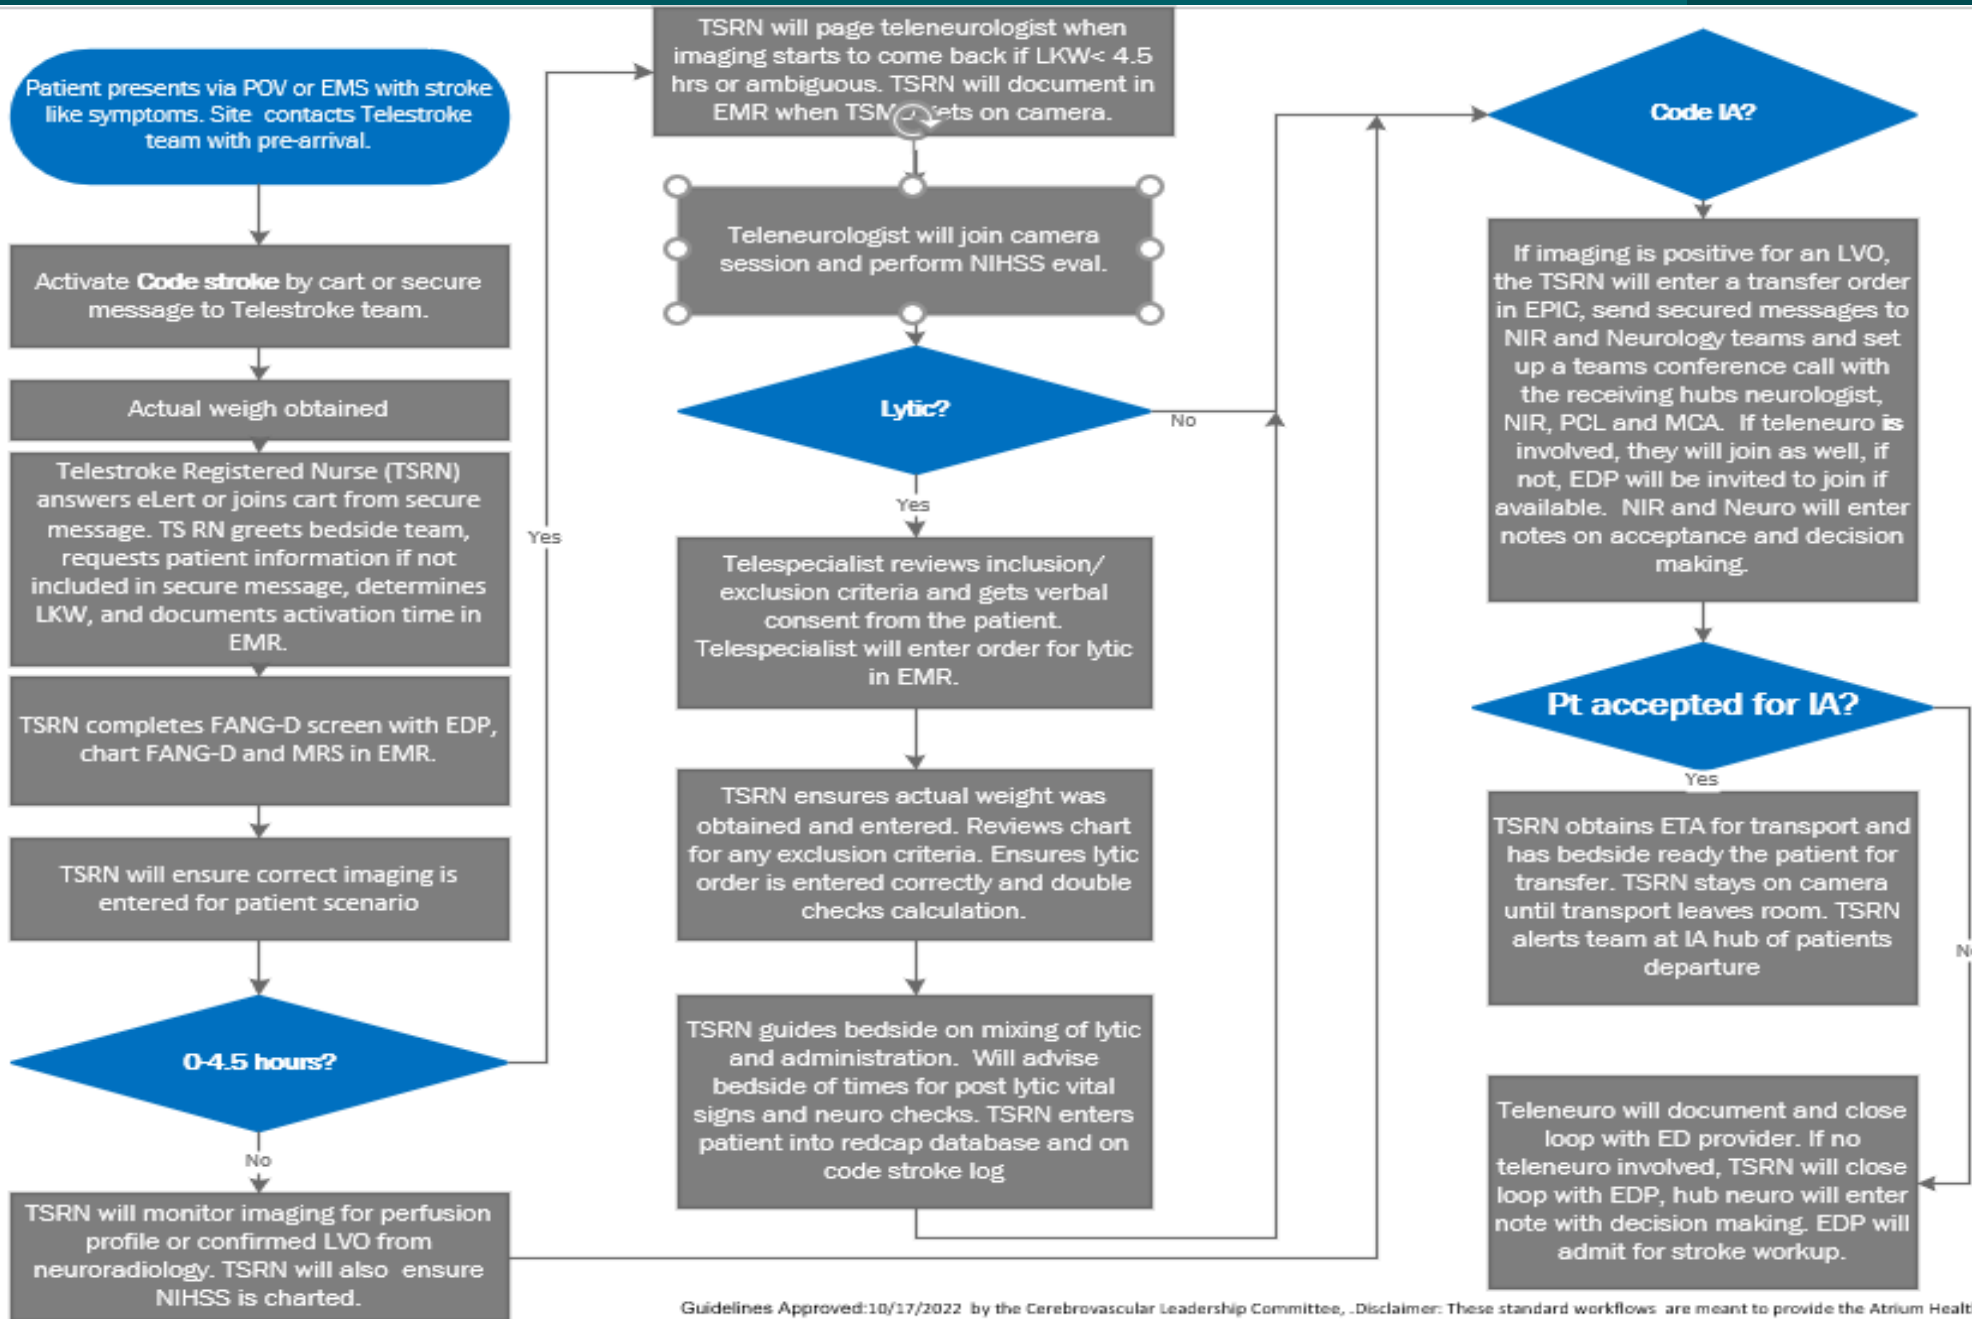 Patient presents via POV or EMS with stroke
like symptoms. Site contacts Telestroke
team with pre-arrival.
Activate Code stroke by cart or secure
message to Telestroke team.
Actual weigh obtained
Telestroke Registered Nurse (TSRN)
answers eLert or joins cart from secure
message. TS RN greets bedside team,
requests patient information if not
included in secure message, determines
LKW, and documents activation time in
EMR.
TSRN completes FANG-D screen with EDP,
chart FANG-D and MRS in EMR.
TSRN will ensure correct imaging is
entered for patient scenario
0-4.5 hours?
Yes
No
TSRN will monitor imaging for perfusion
profile or confirmed LVO from
neuroradiology. TSRN will also ensure
NIHSS is charted.
TSRN will page teleneurologist when
imaging starts to come back if LKW< 4.5
hrs or ambiguous. TSRN will document in
EMR when on camera.
Teleneurologist will join camera
session and perform NIHSS eval.
Lytic?
No
Yes
Telespecialist reviews inclusion/
exclusion criteria and gets verbal
consent from the patient.
Telespecialist will enter order for lytic
in EMR.
TSRN ensures actual weight was
obtained and entered. Reviews chart
for any exclusion criteria. Ensures lytic
order is entered correctly and double
checks calculation.
TSRN guides bedside on mixing of lytic
and administration. Will advise
bedside of times for post lytic vital
signs and neuro checks. TSRN enters
patient into redcap database and on
code stroke log
Code IA?
If imaging is positive for an LVO,
the TSRN will enter a transfer order
in EPIC, send secured messages to
NIR and Neurology teams and set
up a teams conference call with
the receiving hubs neurologist,
NIR, PCL and MCA. If teleneuro is
involved, they will join as well, if
not, EDP will be invited to join if
available. NIR and Neuro will enter
notes on acceptance and decision
making.
Pt accepted for IA?
Yes
TSRN obtains ETA for transport and
has bedside ready the patient for
transfer. TSRN stays on camera
until transport leaves room. TSRN
alerts team at IA hub of patients
departure
Teleneuro will document and close
loop with ED provider. If no
teleneuro involved, TSRN will close
loop with EDP, hub neuro will enter
note with decision making. EDP will
admit for stroke workup.
Guidelines Approved:10/17/2022 by the Cerebrovascular Leadership Committee, .Disclaimer: These standard workflows are meant to provide the Atrium